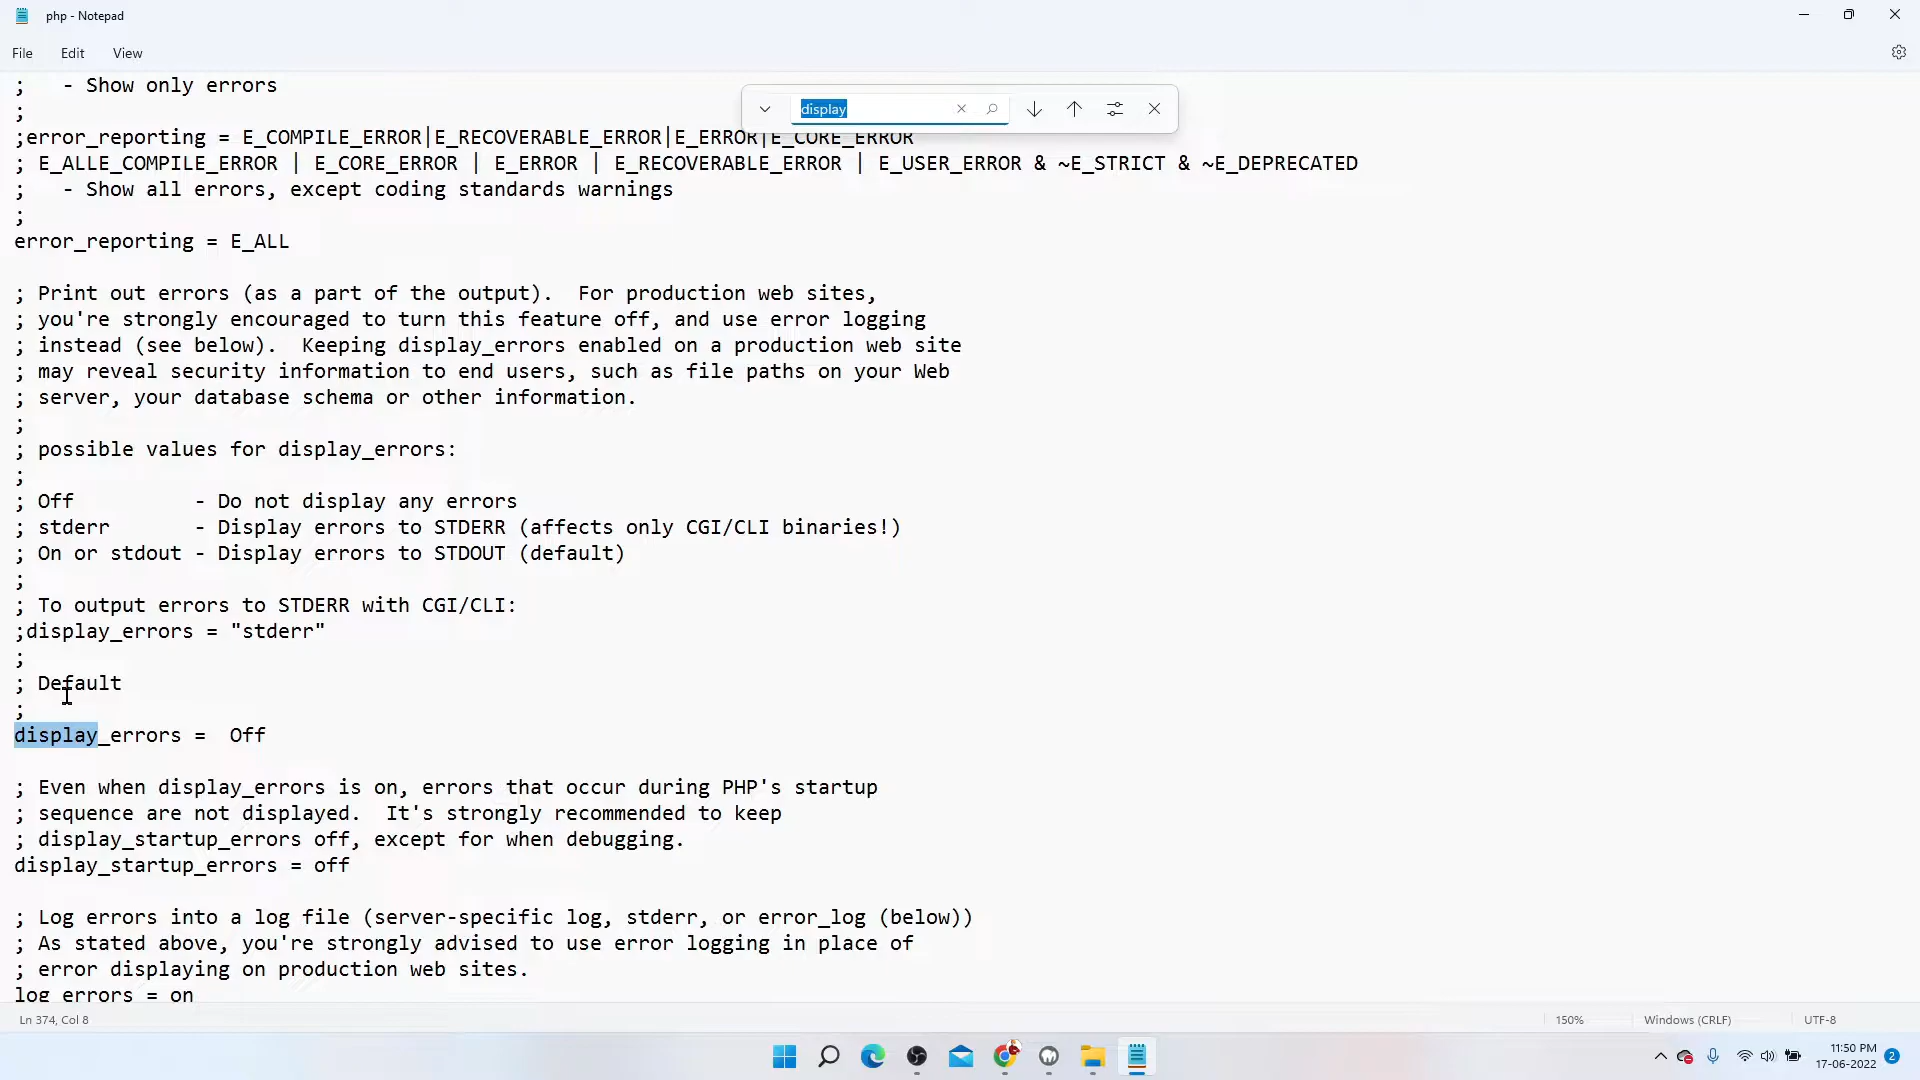 php - Notepad
File Edit View
display
;   - Show only errors
;
;error_reporting = E_COMPILE_ERROR|E_RECOVERABLE_ERROR|E_ERROR|E_CORE_ERROR
; E_ALLE_COMPILE_ERROR | E_CORE_ERROR | E_ERROR | E_RECOVERABLE_ERROR | E_USER_ERROR & ~E_STRICT & ~E_DEPRECATED
;   - Show all errors, except coding standards warnings
;
error_reporting = E_ALL
; Print out errors (as a part of the output).  For production web sites,
; you're strongly encouraged to turn this feature off, and use error logging
; instead (see below).  Keeping display_errors enabled on a production web site
; may reveal security information to end users, such as file paths on your Web
; server, your database schema or other information.
;
; possible values for display_errors:
;
; Off          - Do not display any errors
; stderr       - Display errors to STDERR (affects only CGI/CLI binaries!)
; On or stdout - Display errors to STDOUT (default)
;
; To output errors to STDERR with CGI/CLI:
;display_errors = "stderr"
;
; Default
;
display_errors =  Off
; Even when display_errors is on, errors that occur during PHP's startup
; sequence are not displayed.  It's strongly recommended to keep
; display_startup_errors off, except for when debugging.
display_startup_errors = off
; Log errors into a log file (server-specific log, stderr, or error_log (below))
; As stated above, you're strongly advised to use error logging in place of
; error displaying on production web sites.
log_errors = on
Ln 374, Col 8
150%
Windows (CRLF)
UTF-8
11:50 PM
17-06-2022
2